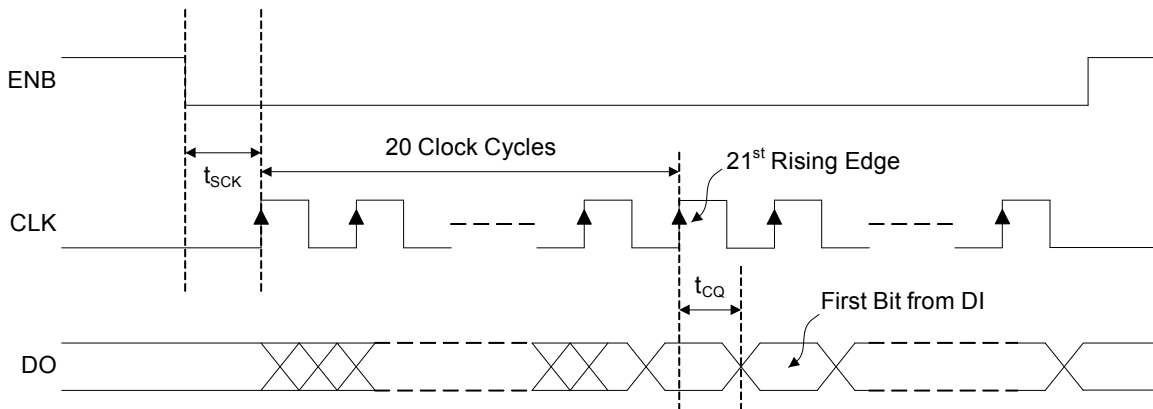 ENB
20 Clock Cycles
21st Rising Edge
tSCK
CLK
tCQ
First Bit from DI
DO